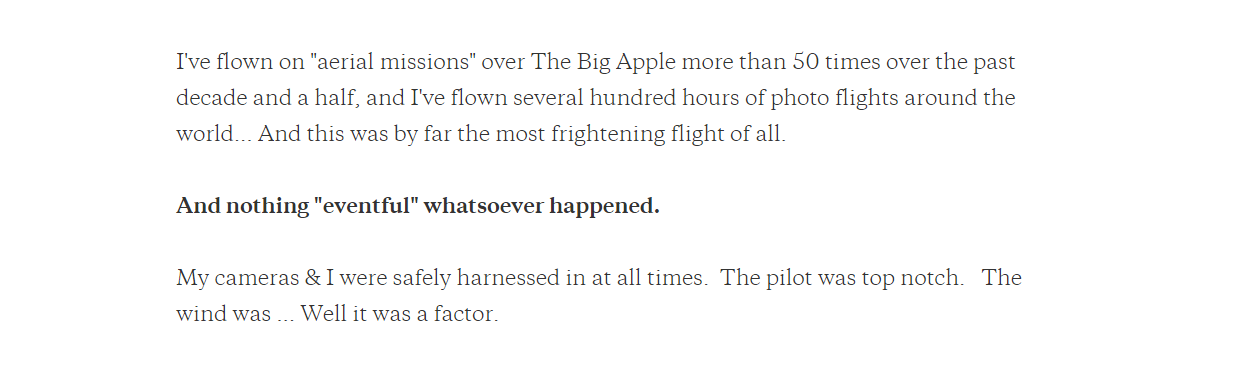 I've flown on "aerial missions" over The Big Apple more than 50 times over the past
decade and a half, and I've flown several hundred hours of photo flights around the
world... And this was by far the most frightening flight of all.
And nothing "eventful" whatsoever happened.
My cameras & I were safely harnessed in at all times.  The pilot was top notch.   The
wind was ... Well it was a factor.